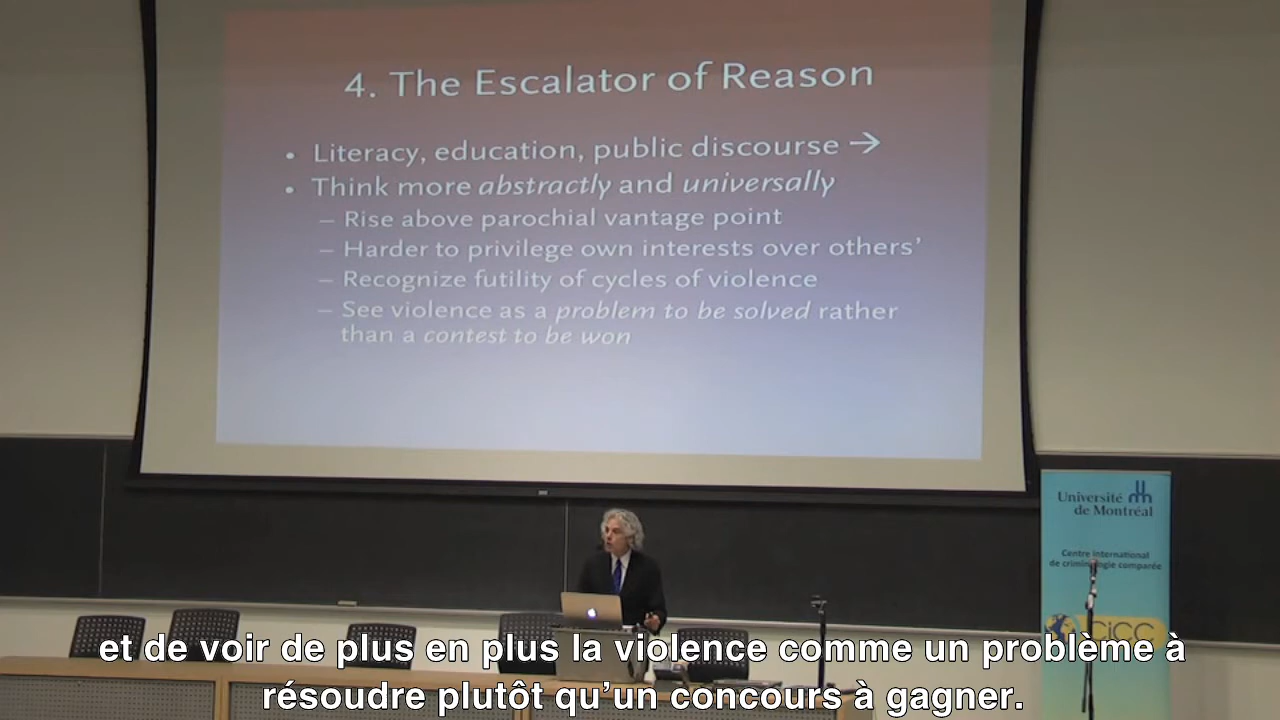 4. The Escalator of Reason
• Literacy, education, public discourse →
• Think more abstractly and universally
– Rise above parochial vantage point
– Harder to privilege own interests over others’
– Recognize futility of cycles of violence
– See violence as a problem to be solved rather
than a contest to be won
Université
de Montréal
Centre international
de criminologie comparée
CiCC
et de voir de plus en plus la violence comme un problème à
résoudre plutôt qu’un concours à gagner.